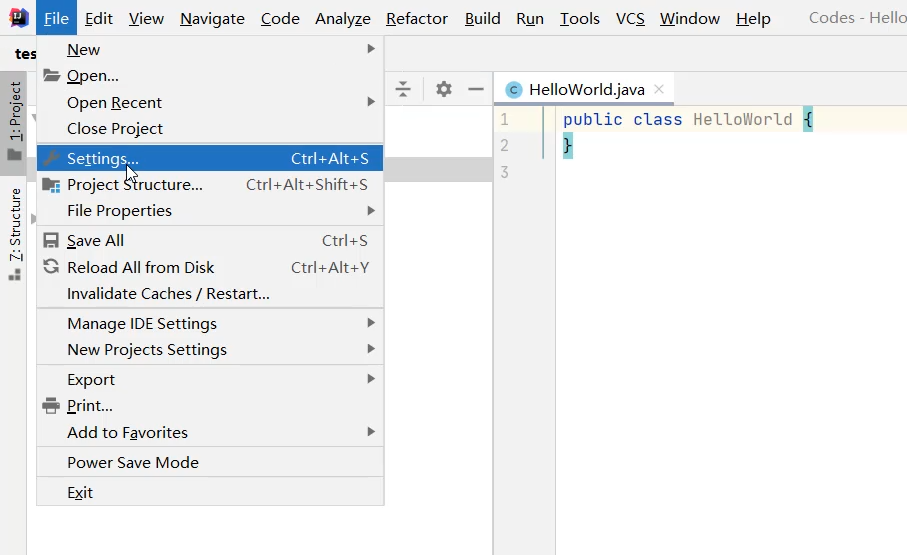 File Edit View Navigate Code Analyze Refactor Build Run Tools VCS Window Help Codes - Hello
tes
1: Project
Z: Structure
New
Open...
Open Recent
Close Project
Settings... Ctrl+Alt+S
Project Structure... Ctrl+Alt+Shift+S
File Properties
Save All Ctrl+S
Reload All from Disk Ctrl+Alt+Y
Invalidate Caches / Restart...
Manage IDE Settings
New Projects Settings
Export
Print...
Add to Favorites
Power Save Mode
Exit
C HelloWorld.java
1 public class HelloWorld {
2 }
3